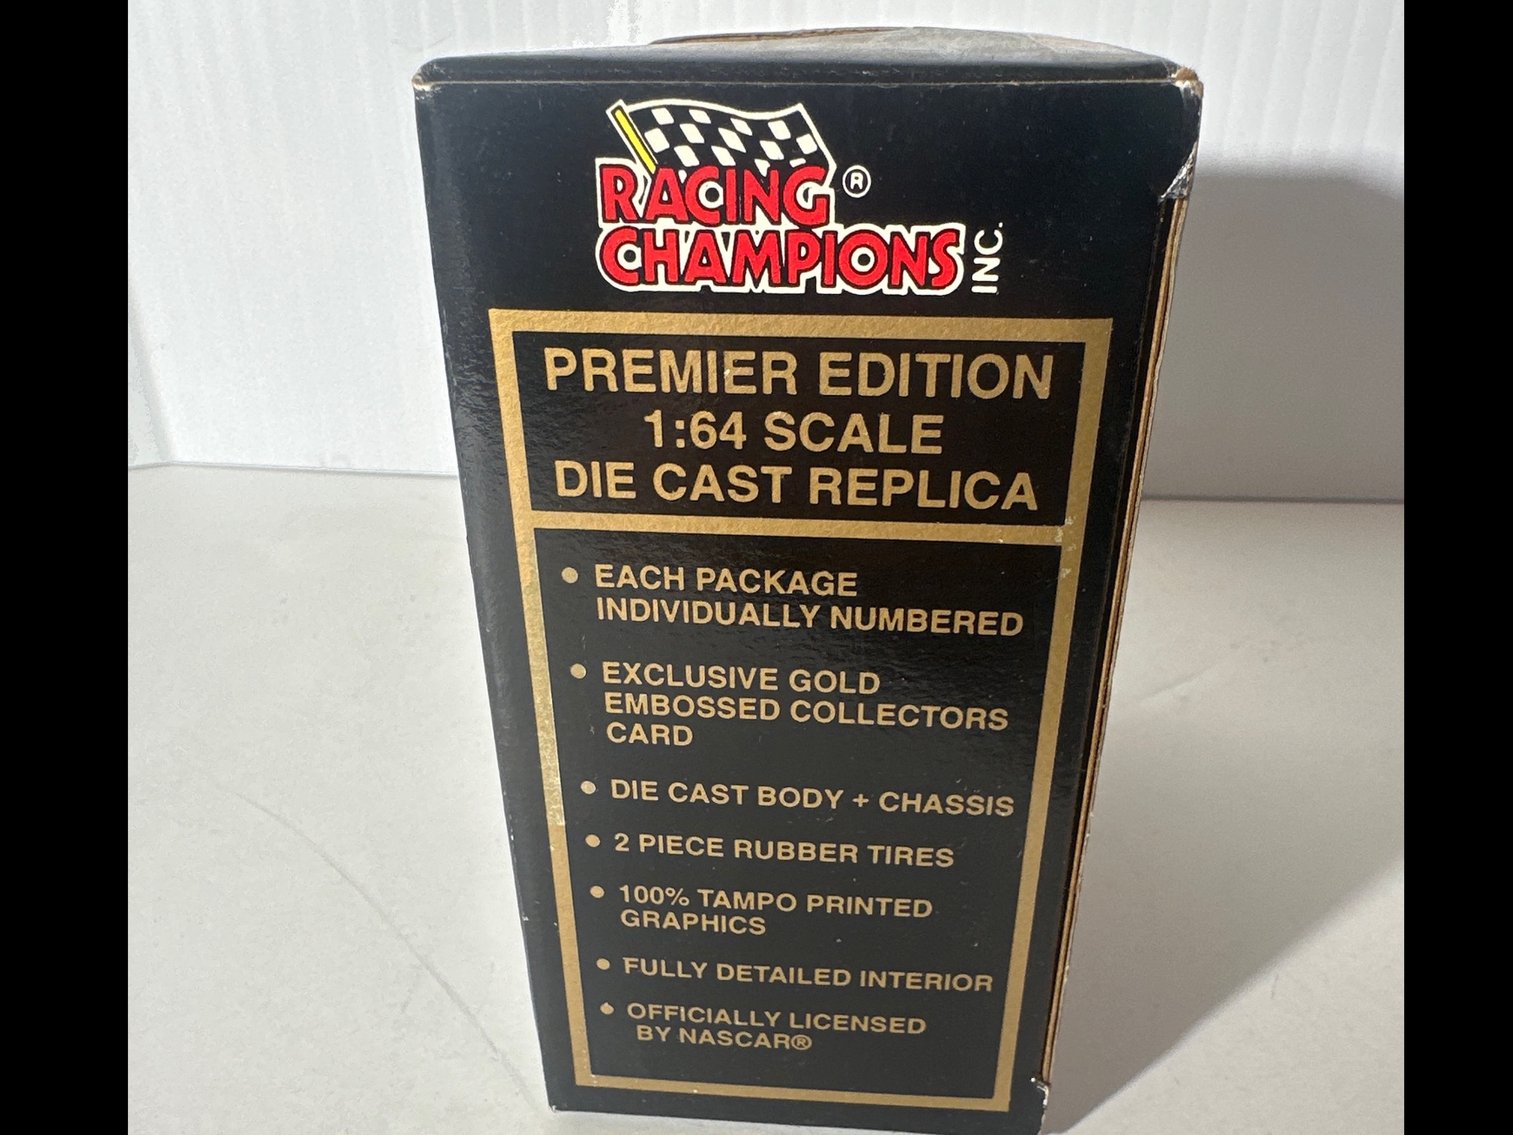 RACING ®
CHAMPIONS INC.
PREMIER EDITION
1:64 SCALE
DIE CAST REPLICA
• EACH PACKAGE
INDIVIDUALLY NUMBERED
• EXCLUSIVE GOLD
EMBOSSED COLLECTORS
CARD
• DIE CAST BODY + CHASSIS
• 2 PIECE RUBBER TIRES
• 100% TAMPO PRINTED
GRAPHICS
• FULLY DETAILED INTERIOR
• OFFICIALLY LICENSED
BY NASCAR®